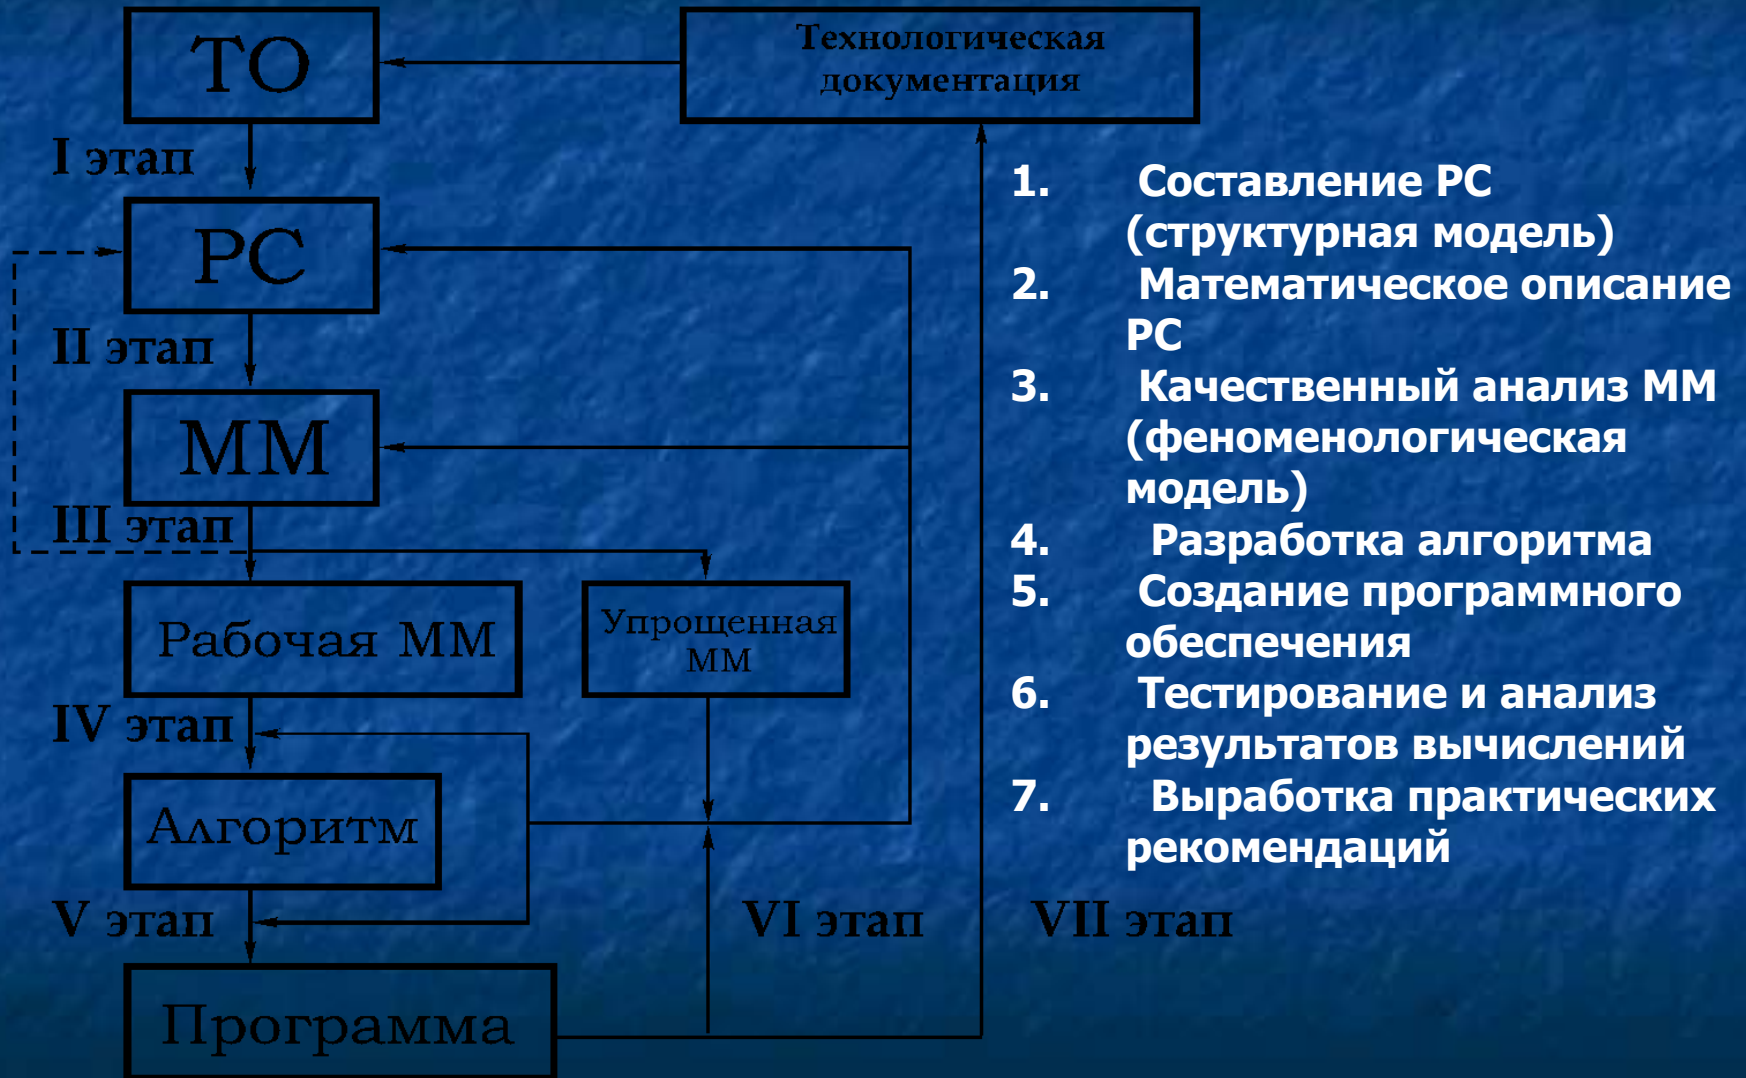 ТО
Технологическая
документация
I этап
РС
II этап
ММ
III этап
Рабочая ММ
Упрощенная
ММ
IV этап
Алгоритм
V этап
VI этап
VII этап
Программа
1. Составление РС
(структурная модель)
2. Математическое описание
РС
3. Качественный анализ ММ
(феноменологическая
модель)
4. Разработка алгоритма
5. Создание программного
обеспечения
6. Тестирование и анализ
результатов вычислений
7. Выработка практических
рекомендаций